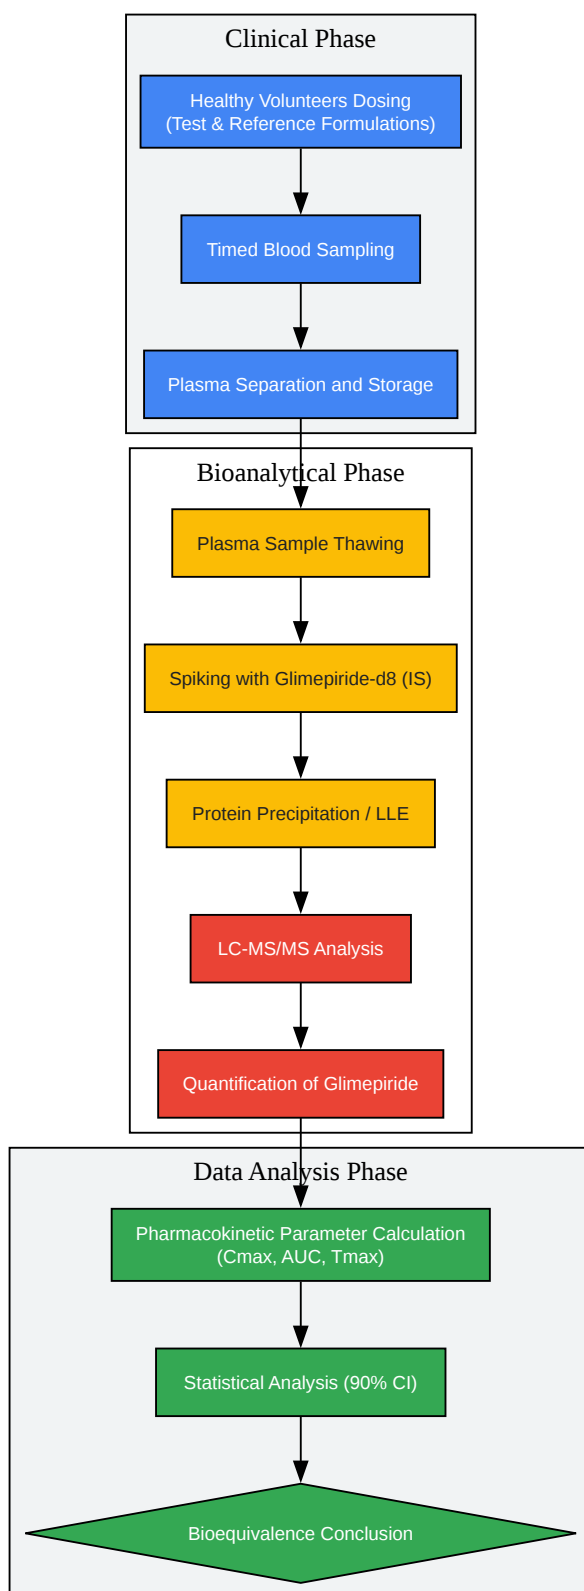 Clinical Phase
Healthy Volunteers Dosing
(Test & Reference Formulations)
Timed Blood Sampling
Plasma Separation and Storage
Bioanalytical Phase
Plasma Sample Thawing
Spiking with Glimepiride-d8 (IS)
Protein Precipitation / LLE
LC-MS/MS Analysis
Quantification of Glimepiride
Data Analysis Phase
Pharmacokinetic Parameter Calculation
(Cmax, AUC, Tmax)
Statistical Analysis (90% CI)
Bioequivalence Conclusion